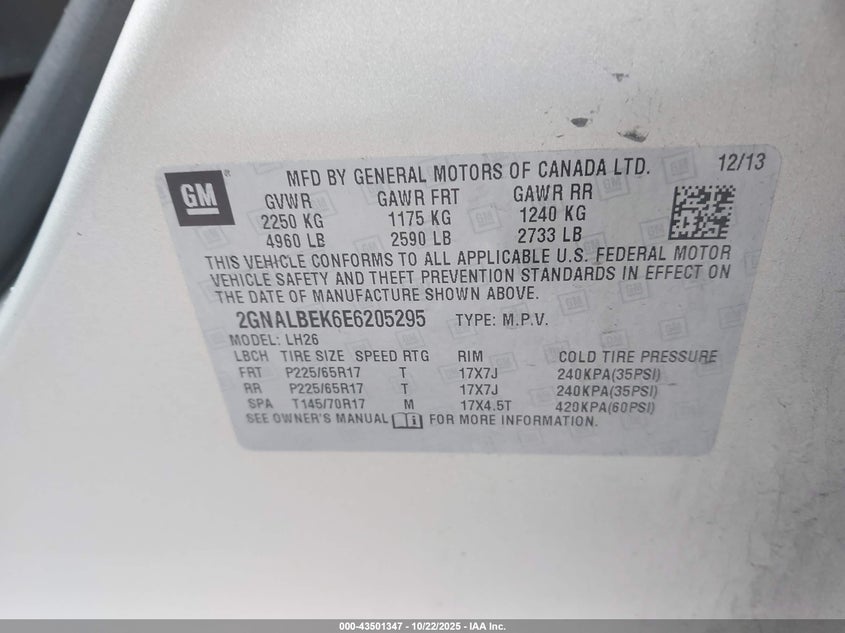 GM
®
MFD BY GENERAL MOTORS OF CANADA LTD. 12/13
GVWR GAWR FRT GAWR RR
2250 KG 1175 KG 1240 KG
4960 LB 2590 LB 2733 LB
THIS VEHICLE CONFORMS TO ALL APPLICABLE U.S. FEDERAL MOTOR
VEHICLE SAFETY AND THEFT PREVENTION STANDARDS IN EFFECT ON
THE DATE OF MANUFACTURE SHOWN ABOVE.
2GNALBEK6E6205295 TYPE: M.P.V.
MODEL: LH26
LBCH TIRE SIZE SPEED RTG RIM COLD TIRE PRESSURE
FRT P225/65R17 T 17X7J 240KPA(35PSI)
RR P225/65R17 T 17X7J 240KPA(35PSI)
SPA T145/70R17 M 17X4.5T 420KPA(60PSI)
SEE OWNER'S MANUAL i FOR MORE INFORMATION.
000-43501347 - 10/22/2025 - IAA Inc.